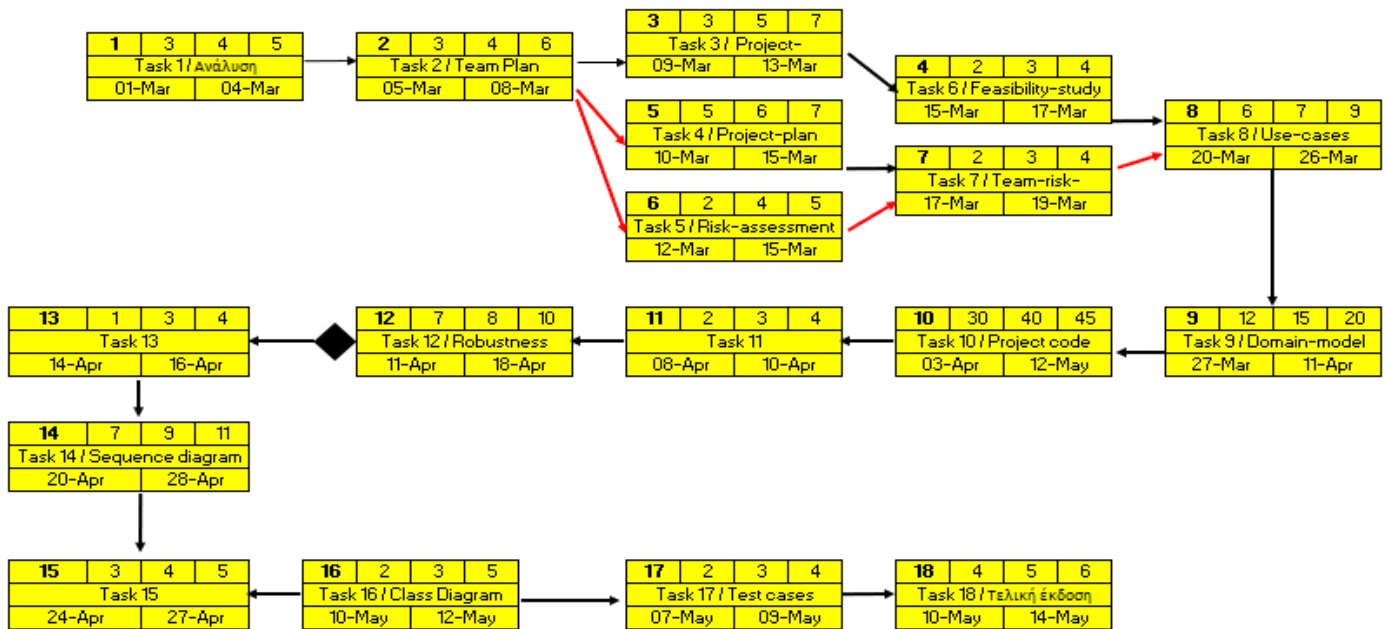 1 3 4 5
Task 1 / Ανάλυση
01-Mar 04-Mar
2 3 4 6
Task 2 / Team Plan
05-Mar 08-Mar
3 3 5 7
Task 3 / Project-
09-Mar 13-Mar
4 2 3 4
Task 6 / Feasibility-study
15-Mar 17-Mar
5 5 6 7
Task 4 / Project-plan
10-Mar 15-Mar
6 2 4 5
Task 5 / Risk-assessment
12-Mar 15-Mar
7 2 3 4
Task 7 / Team-risk-
17-Mar 19-Mar
8 6 7 9
Task 8 / Use-cases
20-Mar 26-Mar
13 1 3 4
Task 13
14-Apr 16-Apr
12 7 8 10
Task 12 / Robustness
11-Apr 18-Apr
11 2 3 4
Task 11
08-Apr 10-Apr
10 30 40 45
Task 10 / Project code
03-Apr 12-May
9 12 15 20
Task 9 / Domain-model
27-Mar 11-Apr
14 7 9 11
Task 14 / Sequence diagram
20-Apr 28-Apr
15 3 4 5
Task 15
24-Apr 27-Apr
16 2 3 5
Task 16 / Class Diagram
10-May 12-May
17 2 3 4
Task 17 / Test cases
07-May 09-May
18 4 5 6
Task 18 / Τελική έκδοση
10-May 14-May